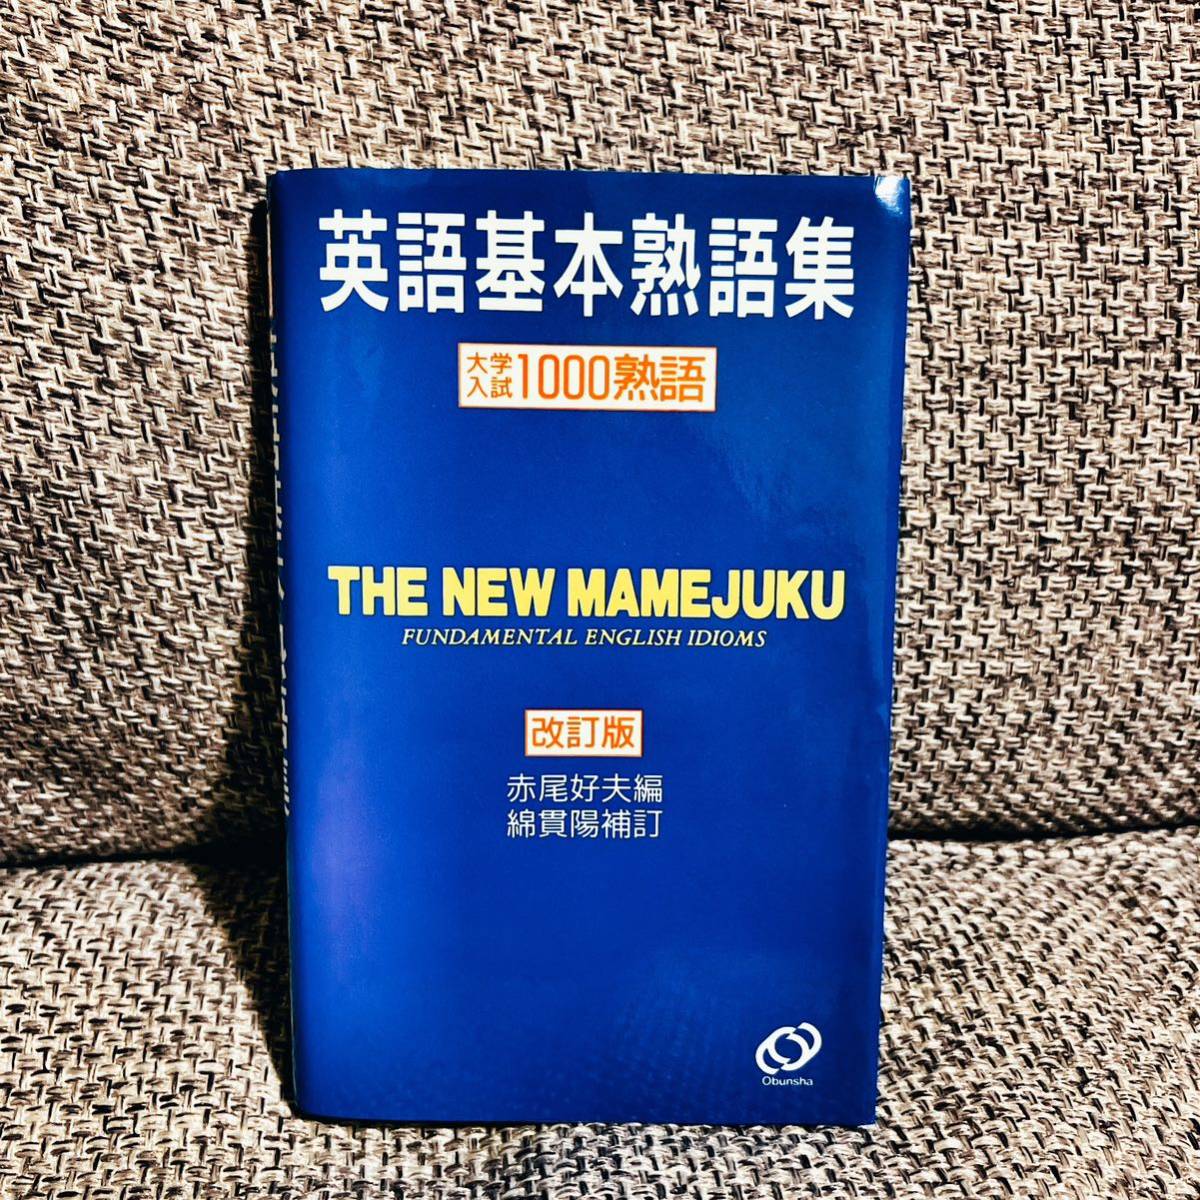 英語基本熟語集
大学入試1000熟語
THE NEW MAMEJUKU
FUNDAMENTAL ENGLISH IDIOMS
改訂版
赤尾好夫編
綿貫陽補訂
Obunsha